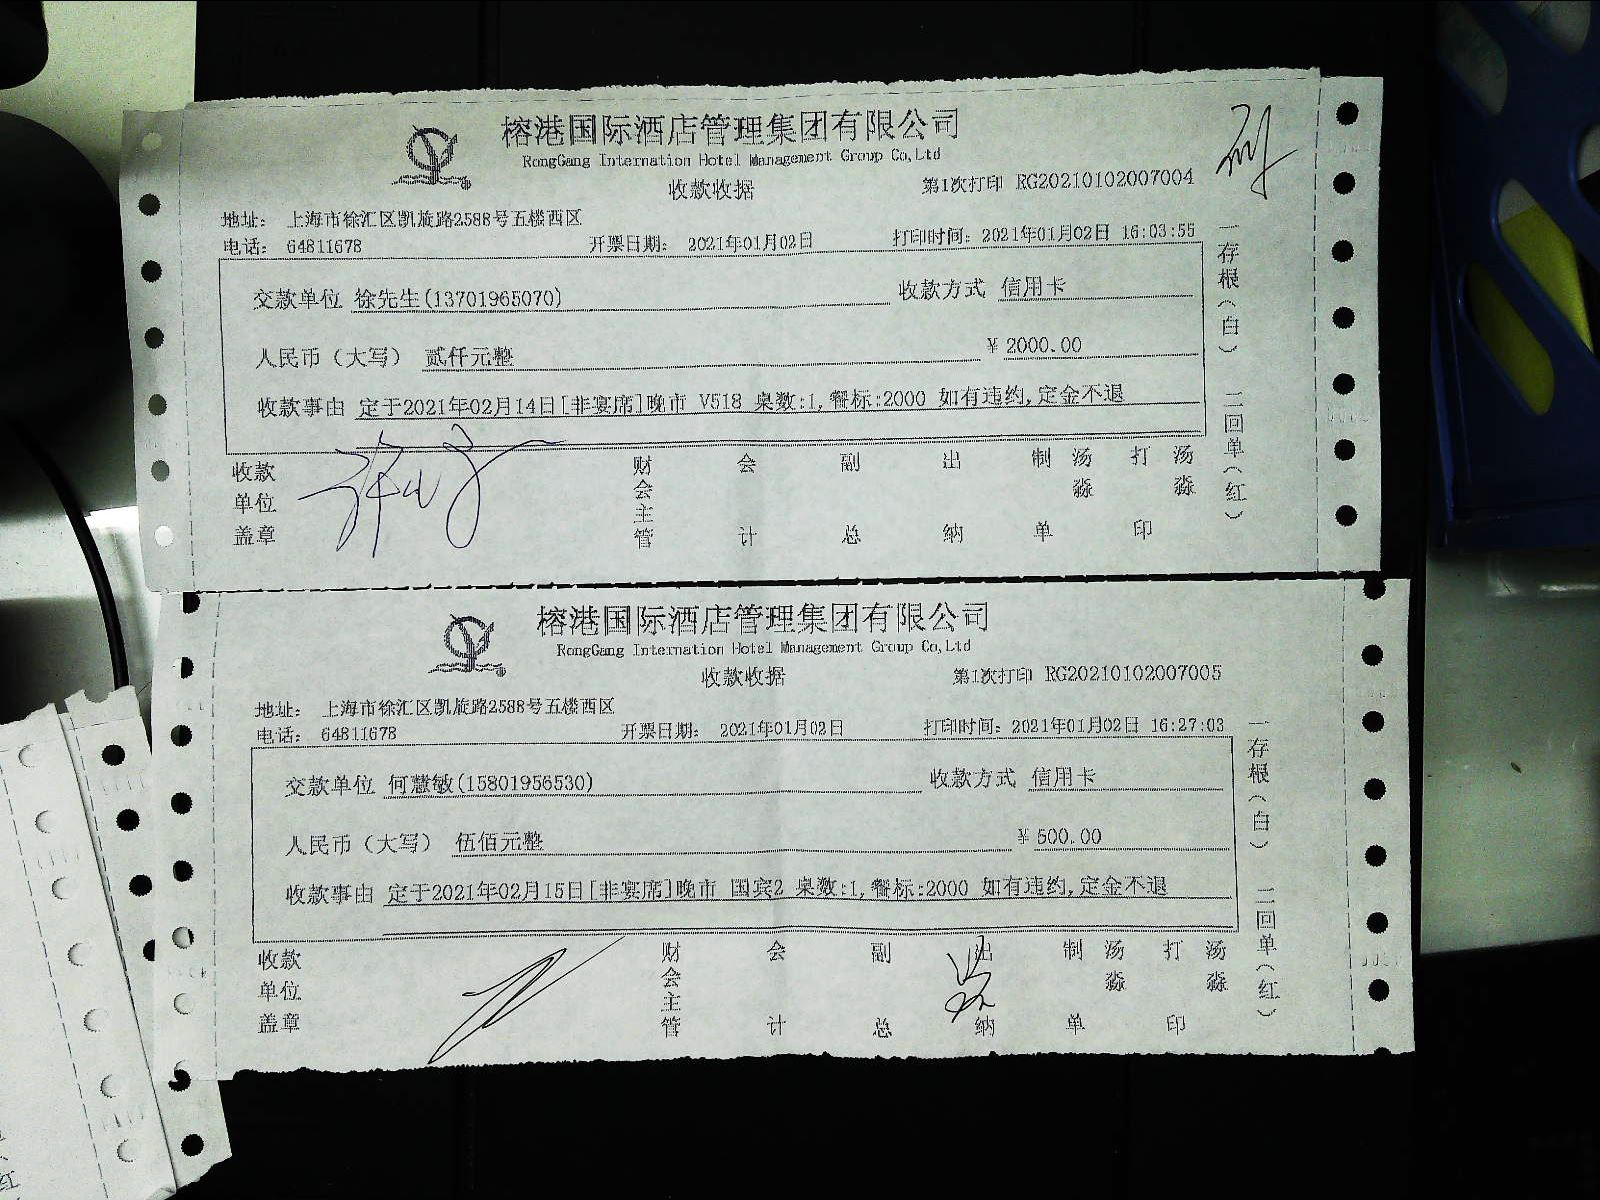 榕港国际酒店管理集团有限公司
RongGang Internation Hotel Management Group Co,Ltd
收款收据 第1次打印 RG20210102007004
地址： 上海市徐汇区凯旋路2588号五楼西区
电话： 64811678 开票日期： 2021年01月02日 打印时间：2021年01月02日 16:03:55
交款单位 徐先生(13701965070) 收款方式 信用卡
人民币（大写） 贰仟元整 ¥ 2000.00
收款事由 定于2021年02月14日[非宴席]晚市 V518 桌数:1,餐标:2000 如有违约,定金不退
收款单位盖章 财会主管 会计 副总 出纳 制单 汤淼 打印 汤淼
一存根（白） 二回单（红）
榕港国际酒店管理集团有限公司
RongGang Internation Hotel Management Group Co,Ltd
收款收据 第1次打印 RG20210102007005
地址： 上海市徐汇区凯旋路2588号五楼西区
电话： 64811678 开票日期： 2021年01月02日 打印时间：2021年01月02日 16:27:03
交款单位 何慧敏(15801956530) 收款方式 信用卡
人民币（大写） 伍佰元整 ¥ 500.00
收款事由 定于2021年02月15日[非宴席]晚市 国宾2 桌数:1,餐标:2000 如有违约,定金不退
收款单位盖章 财会主管 会计 副总 出纳 制单 汤淼 打印 汤淼
一存根（白） 二回单（红）